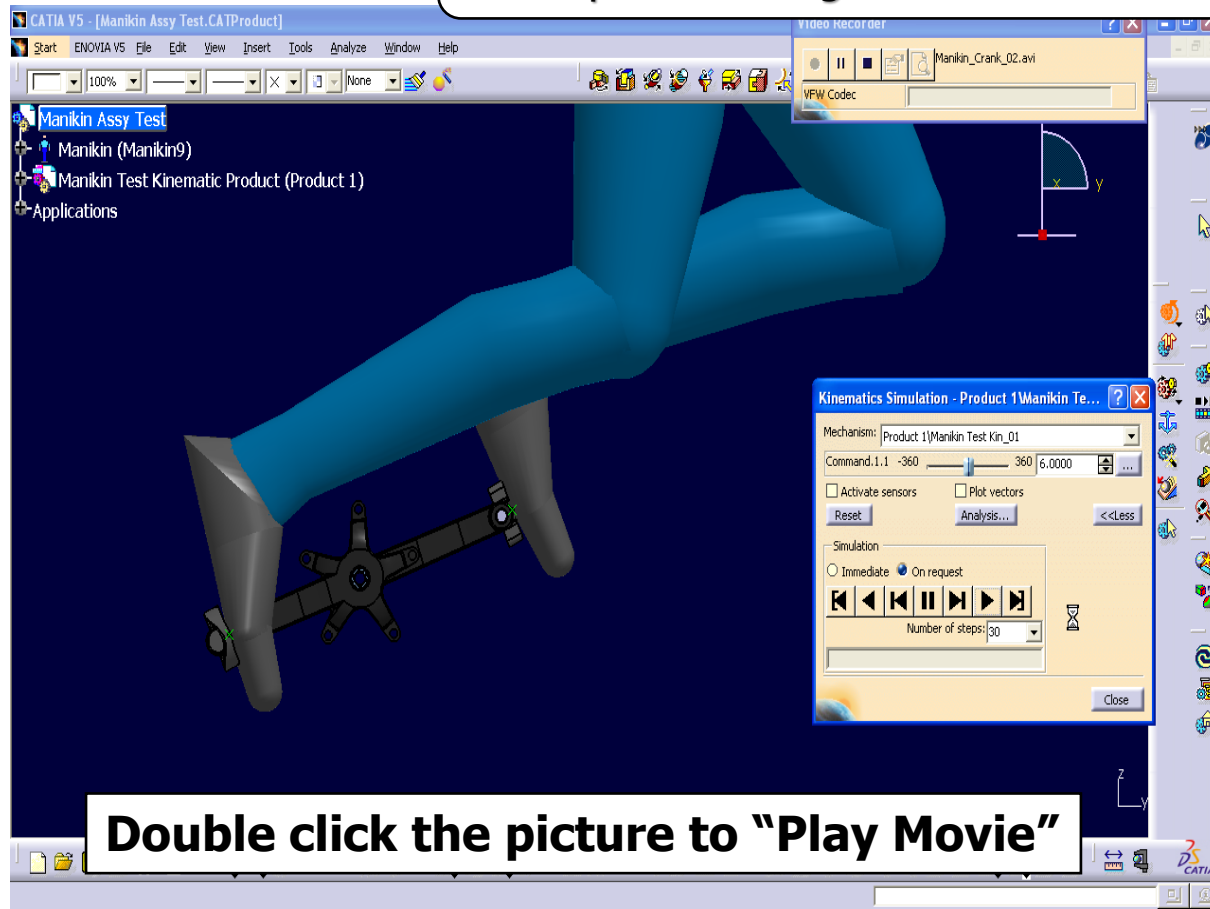 CATIA V5 - [Manikin Assy Test.CATProduct]
Video Recorder
Start ENOVIA V5 File Edit View Insert Tools Analyze Window Help
100% None
Manikin_Crank_02.avi
VFW Codec
Manikin Assy Test
Manikin (Manikin9)
Manikin Test Kinematic Product (Product 1)
Applications
x y
Kinematics Simulation - Product 1\Manikin Te...
Mechanism: Product 1\Manikin Test Kin_01
Command.1.1 -360 360 6.0000 ...
Activate sensors Plot vectors
Reset Analysis... <<Less
Simulation
Immediate On request
Number of steps: 30
Close
z
y
Double click the picture to “Play Movie”
CATIA